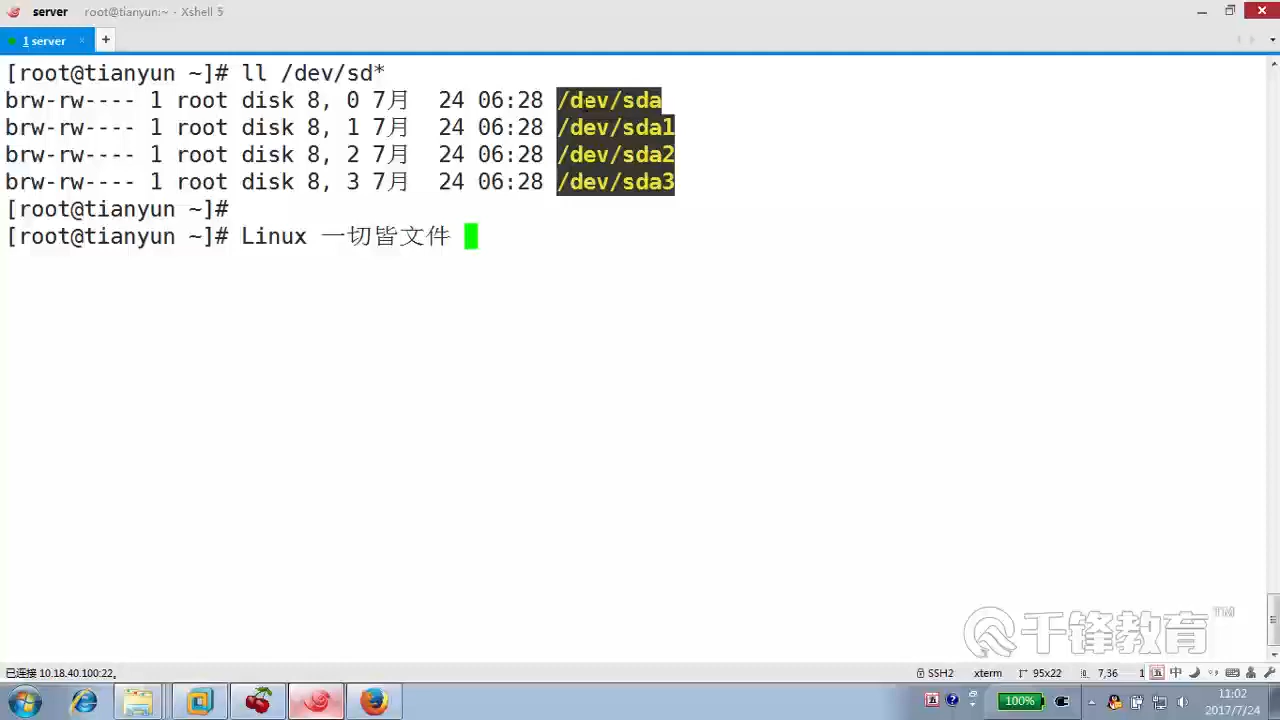 server root@tianyun:~ - Xshell 5
1 server × +
[root@tianyun ~]# ll /dev/sd*
brw-rw---- 1 root disk 8, 0 7月  24 06:28 /dev/sda
brw-rw---- 1 root disk 8, 1 7月  24 06:28 /dev/sda1
brw-rw---- 1 root disk 8, 2 7月  24 06:28 /dev/sda2
brw-rw---- 1 root disk 8, 3 7月  24 06:28 /dev/sda3
[root@tianyun ~]#
[root@tianyun ~]# Linux 一切皆文件
千锋教育™
已连接 10.18.40.100:22。 SSH2 xterm 95x22 7,36 1 五 中
100% 11:02
2017/7/24